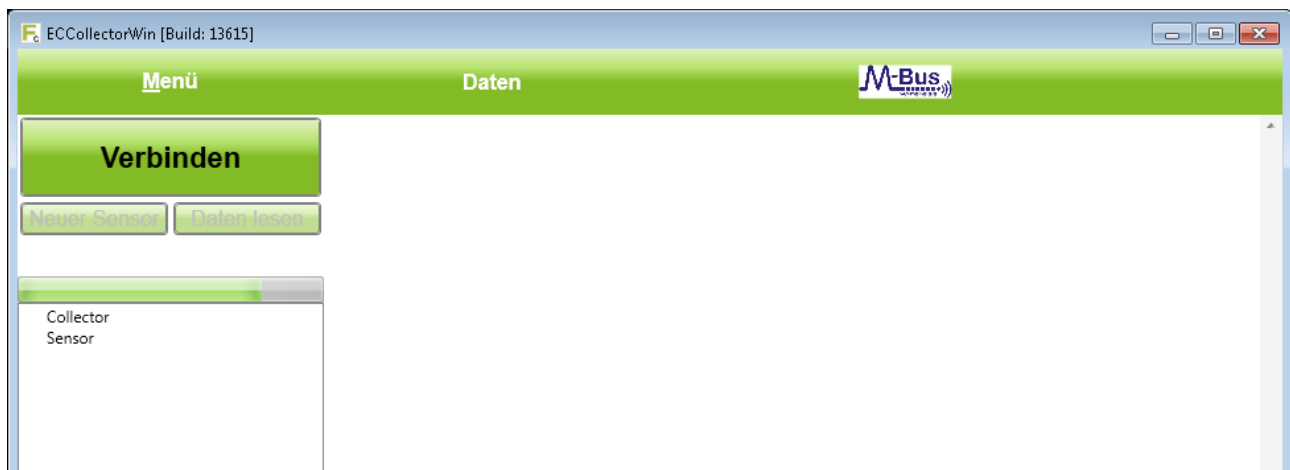 ECCollectorWin [Build: 13615]
Menü Daten M-Bus
Verbinden
Neuer Sensor Daten lesen
Collector
Sensor